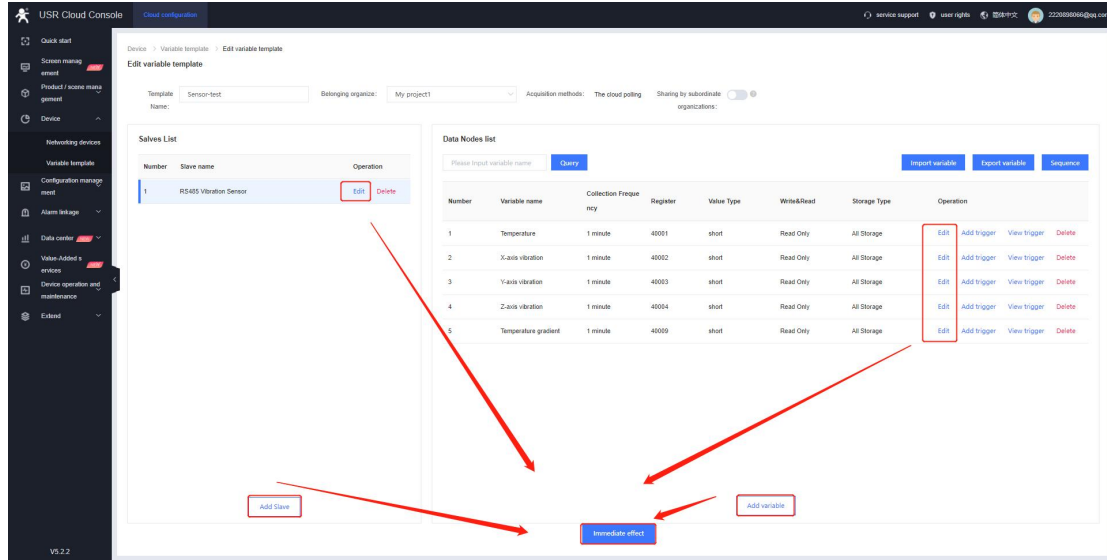 USR Cloud Console
Cloud configuration
service support
user rights
简体中文
2220898066@qq.com
Quick start
Screen manag
ement
Product / scene mana
gement
Device
Networking devices
Variable template
Configuration manage
ment
Alarm linkage
Data center
Value-Added s
ervices
Device operation and
maintenance
Extend
V5.2.2
Device > Variable template > Edit variable template
Edit variable template
Template
Name:
Sensor-test
Belonging organize:
My project1
Acquisition methods: The cloud polling
Sharing by subordinate
organizations:
Salves List
Number Slave name Operation
1 RS485 Vibration Sensor Edit Delete
Add Slave
Data Nodes list
Please Input variable name
Query
Import variable
Export variable
Sequence
Number Variable name Collection Freque
ncy
Register Value Type Write&Read Storage Type Operation
1 Temperature 1 minute 40001 short Read Only All Storage Edit Add trigger View trigger Delete
2 X-axis vibration 1 minute 40002 short Read Only All Storage Edit Add trigger View trigger Delete
3 Y-axis vibration 1 minute 40003 short Read Only All Storage Edit Add trigger View trigger Delete
4 Z-axis vibration 1 minute 40004 short Read Only All Storage Edit Add trigger View trigger Delete
5 Temperature gradient 1 minute 40009 short Read Only All Storage Edit Add trigger View trigger Delete
Add variable
Immediate effect